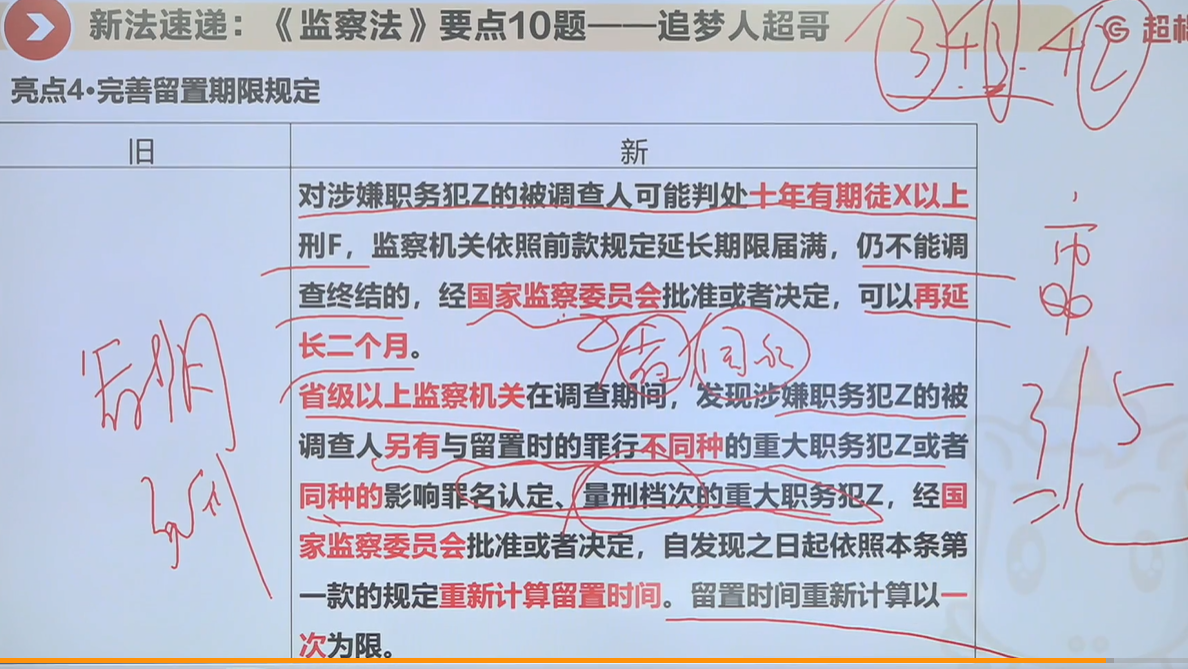 新法速递：《监察法》要点10题——追梦人超哥
超
亮点4·完善留置期限规定
旧
新
对涉嫌职务犯Z的被调查人可能判处十年有期徒X以上
刑F，监察机关依照前款规定延长期限届满，仍不能调
查终结的，经国家监察委员会批准或者决定，可以再延
长二个月。
省级以上监察机关在调查期间，发现涉嫌职务犯Z的被
调查人另有与留置时的罪行不同种的重大职务犯Z或者
同种的影响罪名认定、量刑档次的重大职务犯Z，经国
家监察委员会批准或者决定，自发现之日起依照本条第
一款的规定重新计算留置时间。留置时间重新计算以一
次为限。
3+3+2
省
国家
市
3
5